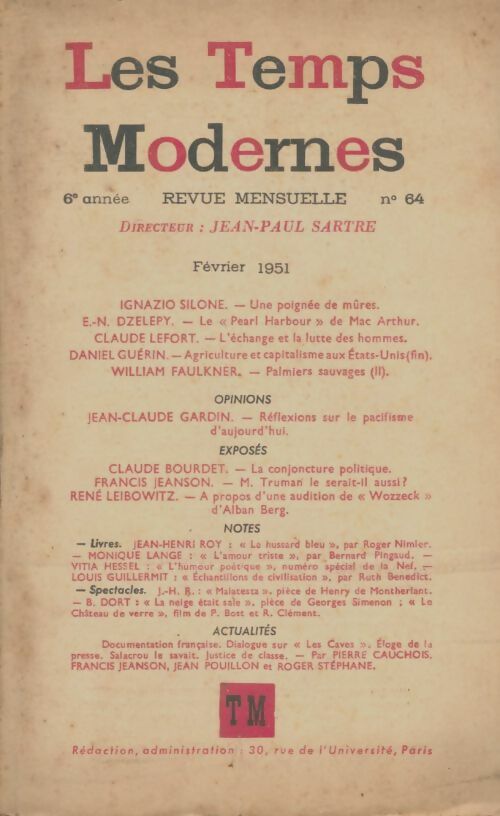 Les Temps
Modernes
6e année REVUE MENSUELLE no 64
DIRECTEUR : JEAN-PAUL SARTRE
Février 1951
IGNAZIO SILONE. — Une poignée de mûres.
E.-N. DZELEPY. — Le « Pearl Harbour » de Mac Arthur.
CLAUDE LEFORT. — L'échange et la lutte des hommes.
DANIEL GUÉRIN. — Agriculture et capitalisme aux États-Unis (fin).
WILLIAM FAULKNER. — Palmiers sauvages (II).
OPINIONS
JEAN-CLAUDE GARDIN. — Réflexions sur le pacifisme
d'aujourd'hui.
EXPOSÉS
CLAUDE BOURDET. — La conjoncture politique.
FRANCIS JEANSON. — M. Truman le serait-il aussi?
RENÉ LEIBOWITZ. — A propos d'une audition de « Wozzeck »
d'Alban Berg.
NOTES
— Livres. JEAN-HENRI ROY : « Le hussard bleu », par Roger Nimier.
— MONIQUE LANGE : « L'amour triste », par Bernard Pingaud. —
VITIA HESSEL : « L'humour poétique », numéro spécial de la Nef. —
LOUIS GUILLERMIT : « Échantillons de civilisation », par Ruth Benedict.
— Spectacles. J.-H. R. : « Malatesta », pièce de Henry de Montherlant.
— B. DORT : « La neige était sale », pièce de Georges Simenon ; « Le
Château de verre », film de P. Bost et R. Clément.
ACTUALITÉS
Documentation française. Dialogue sur « Les Caves ». Éloge de la
presse. Salacrou le savait. Justice de classe. — Par PIERRE CAUCHOIS,
FRANCIS JEANSON, JEAN POUILLON et ROGER STÉPHANE.
TM
Rédaction, administration : 30, rue de l'Université, Paris